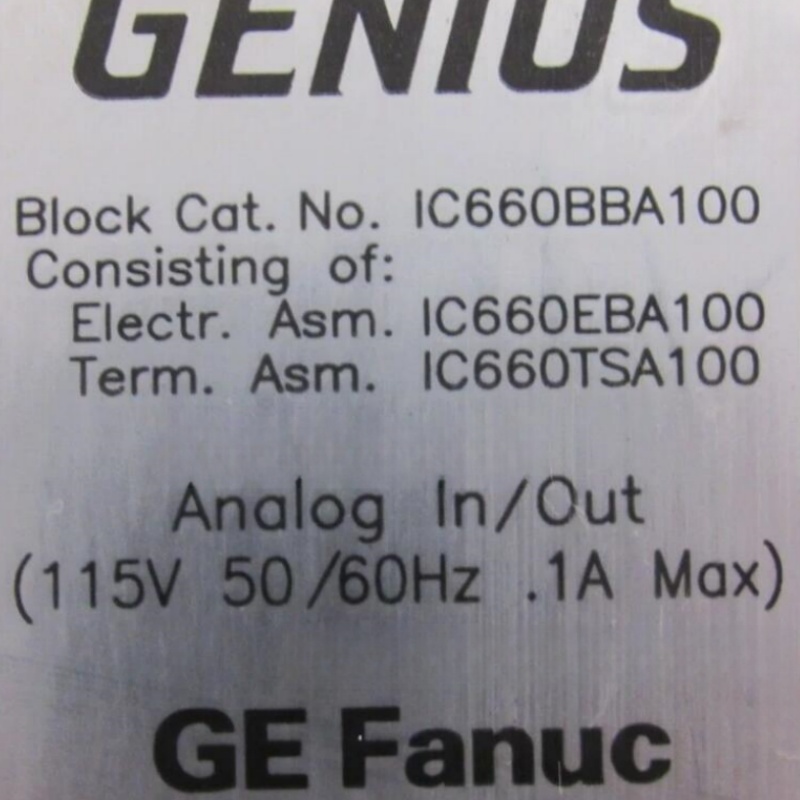 GENIUS
Block Cat. No. IC660BBA100
Consisting of:
Electr. Asm. IC660EBA100
Term. Asm. IC660TSA100
Analog In/Out
(115V 50/60Hz .1A Max)
GE Fanuc